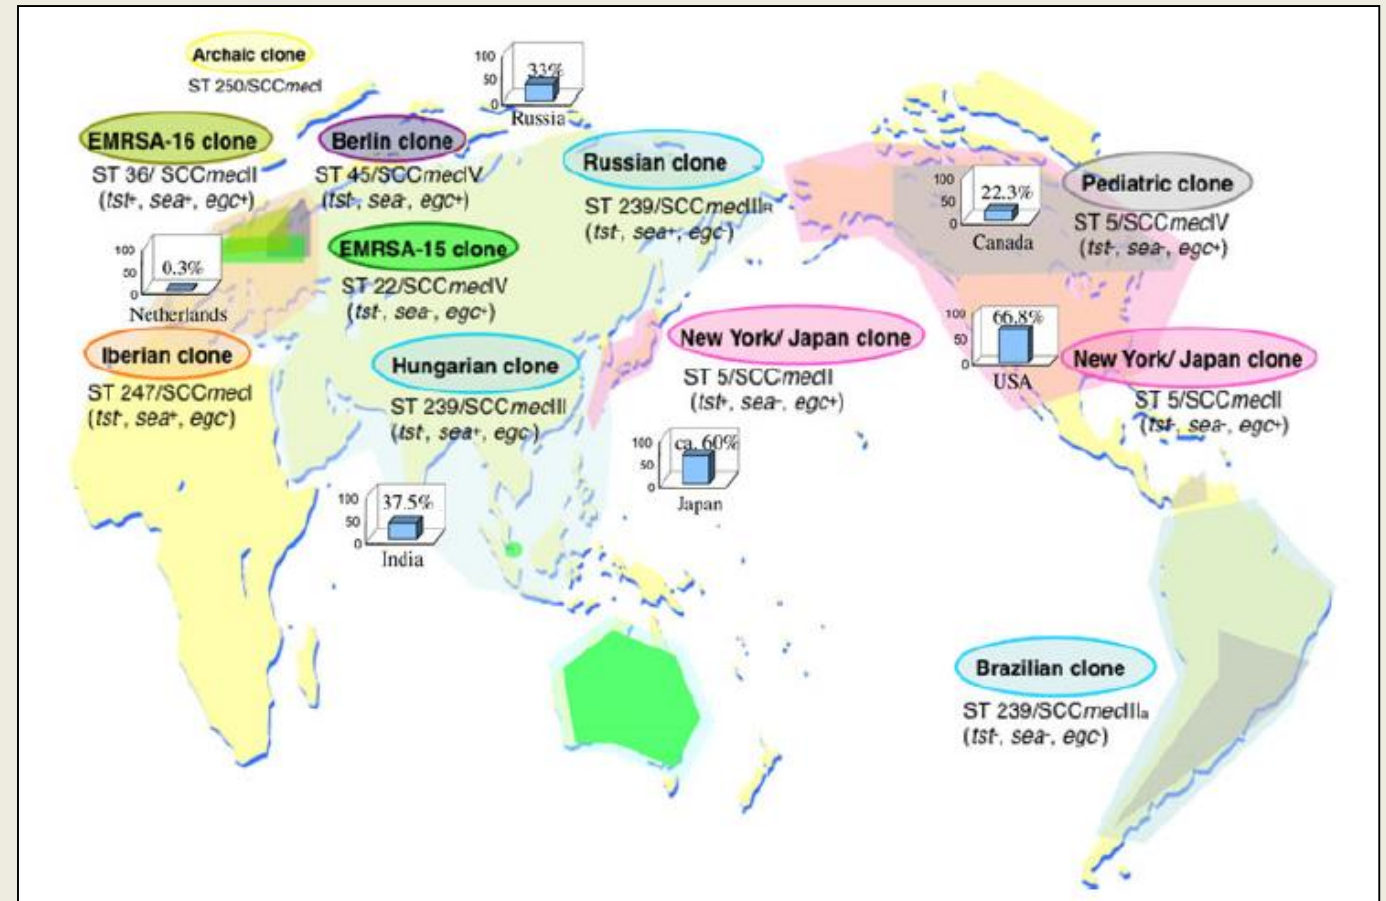 Archaic clone
ST 250/SCCmecI
100
50
0
33%
Russia
EMRSA-16 clone
ST 36/ SCCmecII
(tst+, sea+, egc+)
Berlin clone
ST 45/SCCmecIV
(tst-, sea-, egc+)
Russian clone
ST 239/SCCmecIIIB
(tst-, sea+, egc-)
100
50
0
22.3%
Canada
Pediatric clone
ST 5/SCCmecIV
(tst-, sea-, egc+)
100
50
0
0.3%
Netherlands
EMRSA-15 clone
ST 22/SCCmecIV
(tst-, sea-, egc+)
Iberian clone
ST 247/SCCmecI
(tst-, sea+, egc-)
Hungarian clone
ST 239/SCCmecIII
(tst-, sea+, egc-)
New York/ Japan clone
ST 5/SCCmecII
(tst+, sea-, egc+)
100
50
0
66.8%
USA
New York/ Japan clone
ST 5/SCCmecII
(tst-, sea-, egc+)
100
50
0
ca. 60%
Japan
100
50
0
37.5%
India
Brazilian clone
ST 239/SCCmecIIIa
(tst-, sea-, egc-)